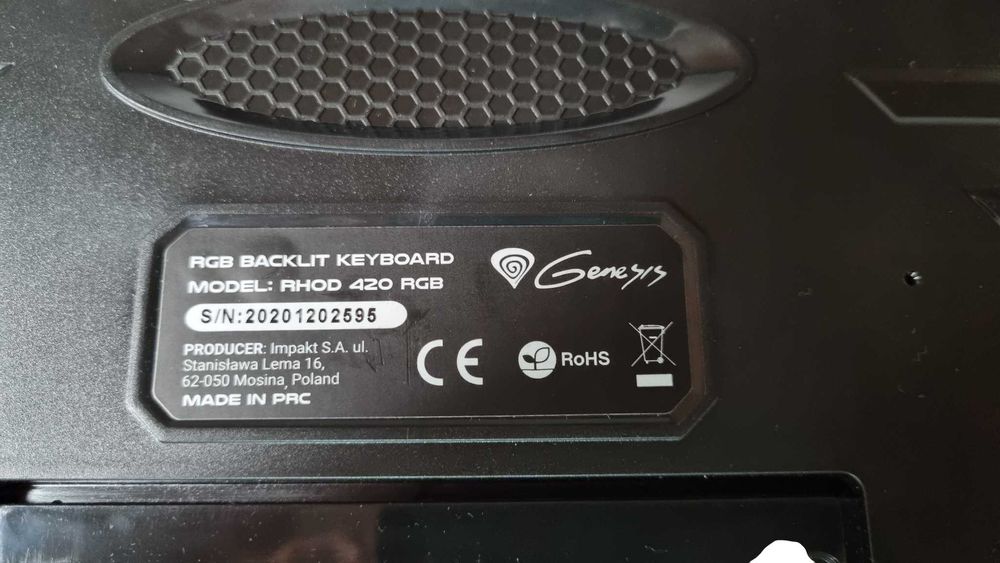 RGB BACKLIT KEYBOARD
MODEL: RHOD 420 RGB
Genesis
S/N:20201202595
PRODUCER: Impakt S.A. ul.
Stanisława Lema 16,
62-050 Mosina, Poland
MADE IN PRC
CE
RoHS